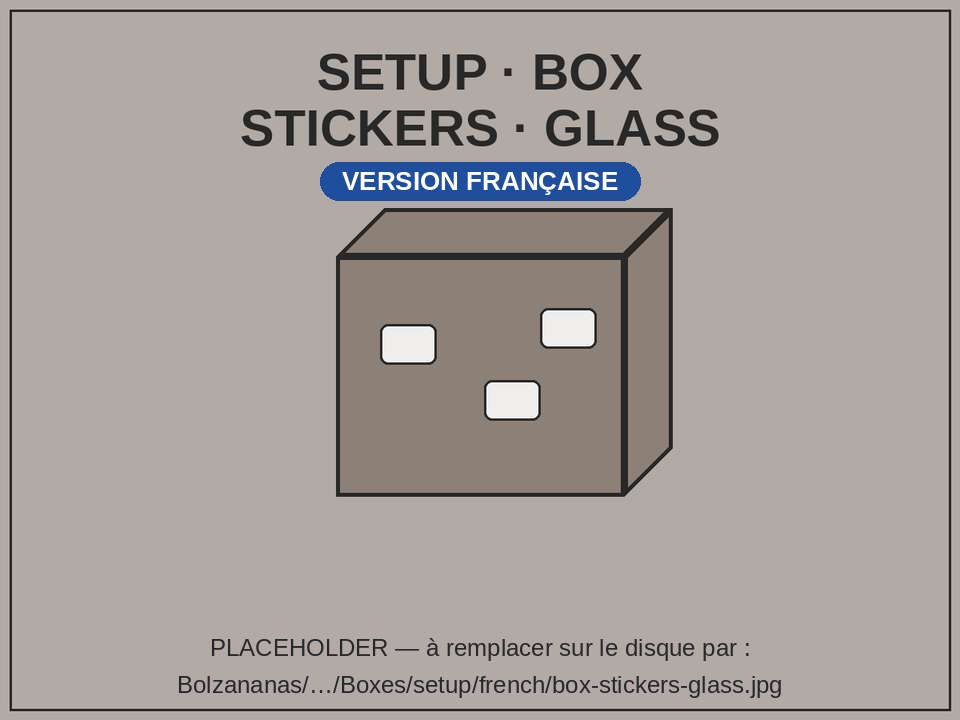 SETUP · BOX
STICKERS · GLASS
VERSION FRANÇAISE
PLACEHOLDER — à remplacer sur le disque par :
Bolzananas/…/Boxes/setup/french/box-stickers-glass.jpg